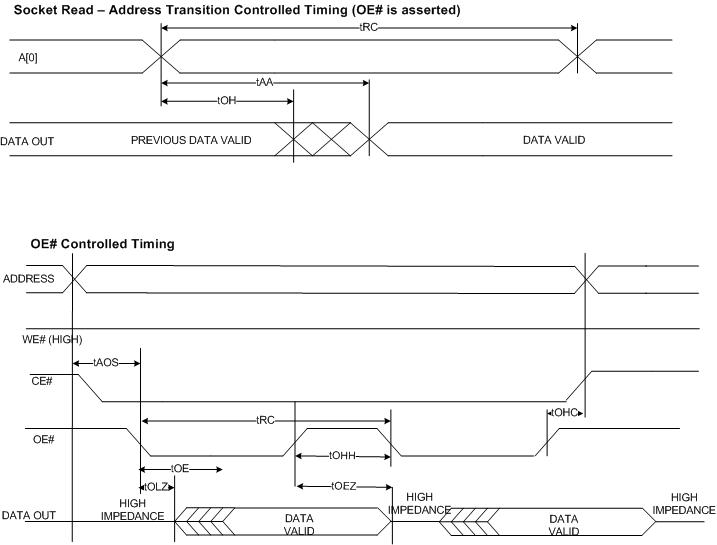 Socket Read – Address Transition Controlled Timing (OE# is asserted)
tRC
A[0]
tAA
tOH
DATA OUT
PREVIOUS DATA VALID
DATA VALID
OE# Controlled Timing
ADDRESS
WE# (HIGH)
tAOS
CE#
tRC
tOHC
OE#
tOHH
tOE
tOLZ
tOEZ
DATA OUT
HIGH
IMPEDANCE
DATA
VALID
HIGH
IMPEDANCE
DATA
VALID
HIGH
IMPEDANCE